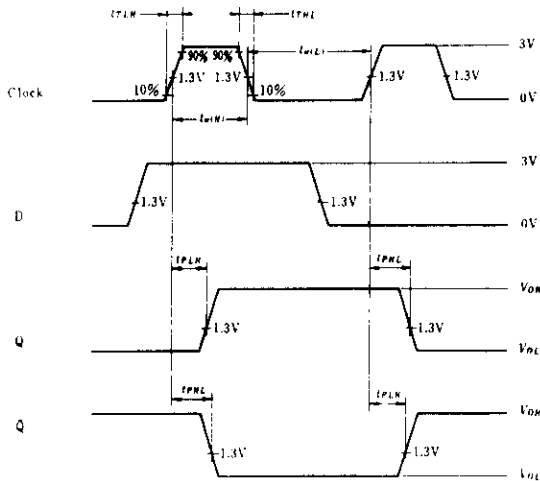 tTLH tTHL
90% 90% tw(L) 3V
Clock 1.3V 1.3V 1.3V 1.3V
10% 10% 0V
tw(H)
3V
D 1.3V 1.3V
0V
tPLH tPHL
VOH
Q 1.3V 1.3V
VOL
tPHL tPLH
VOH
Q̄ 1.3V 1.3V
VOL